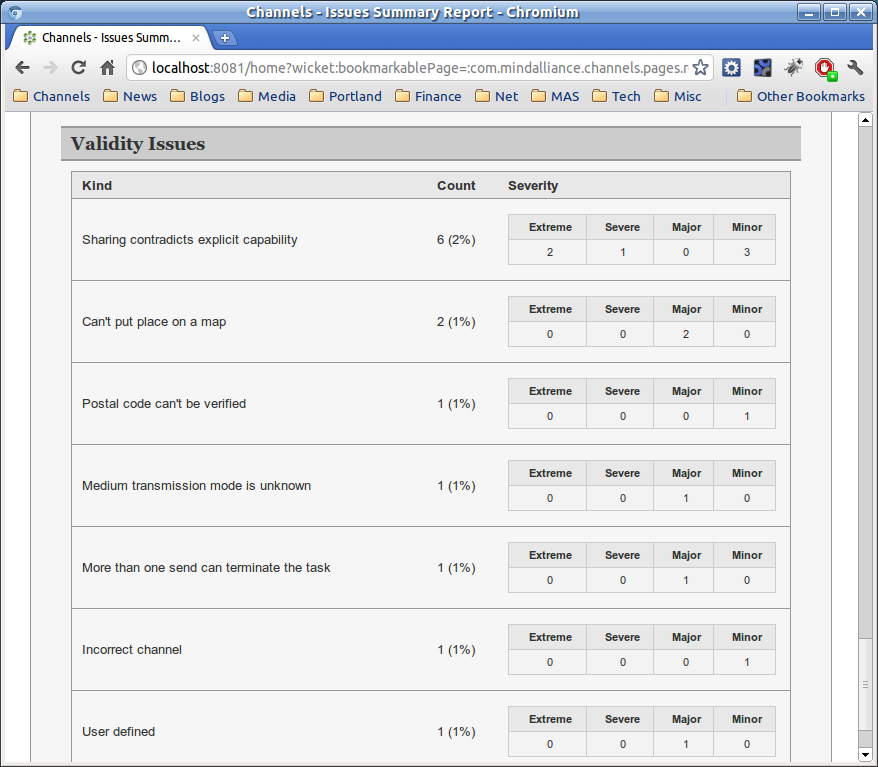 Channels - Issues Summary Report - Chromium
Channels - Issues Summ...
localhost:8081/home?wicket:bookmarkablePage=:com.mindalliance.channels.pages.r
Channels News Blogs Media Portland Finance Net MAS Tech Misc Other Bookmarks
Validity Issues
Kind Count Severity
Extreme Severe Major Minor
Sharing contradicts explicit capability 6 (2%)
2 1 0 3
Extreme Severe Major Minor
Can't put place on a map 2 (1%)
0 0 2 0
Extreme Severe Major Minor
Postal code can't be verified 1 (1%)
0 0 0 1
Extreme Severe Major Minor
Medium transmission mode is unknown 1 (1%)
0 0 1 0
Extreme Severe Major Minor
More than one send can terminate the task 1 (1%)
0 0 1 0
Extreme Severe Major Minor
Incorrect channel 1 (1%)
0 0 0 1
Extreme Severe Major Minor
User defined 1 (1%)
0 0 1 0